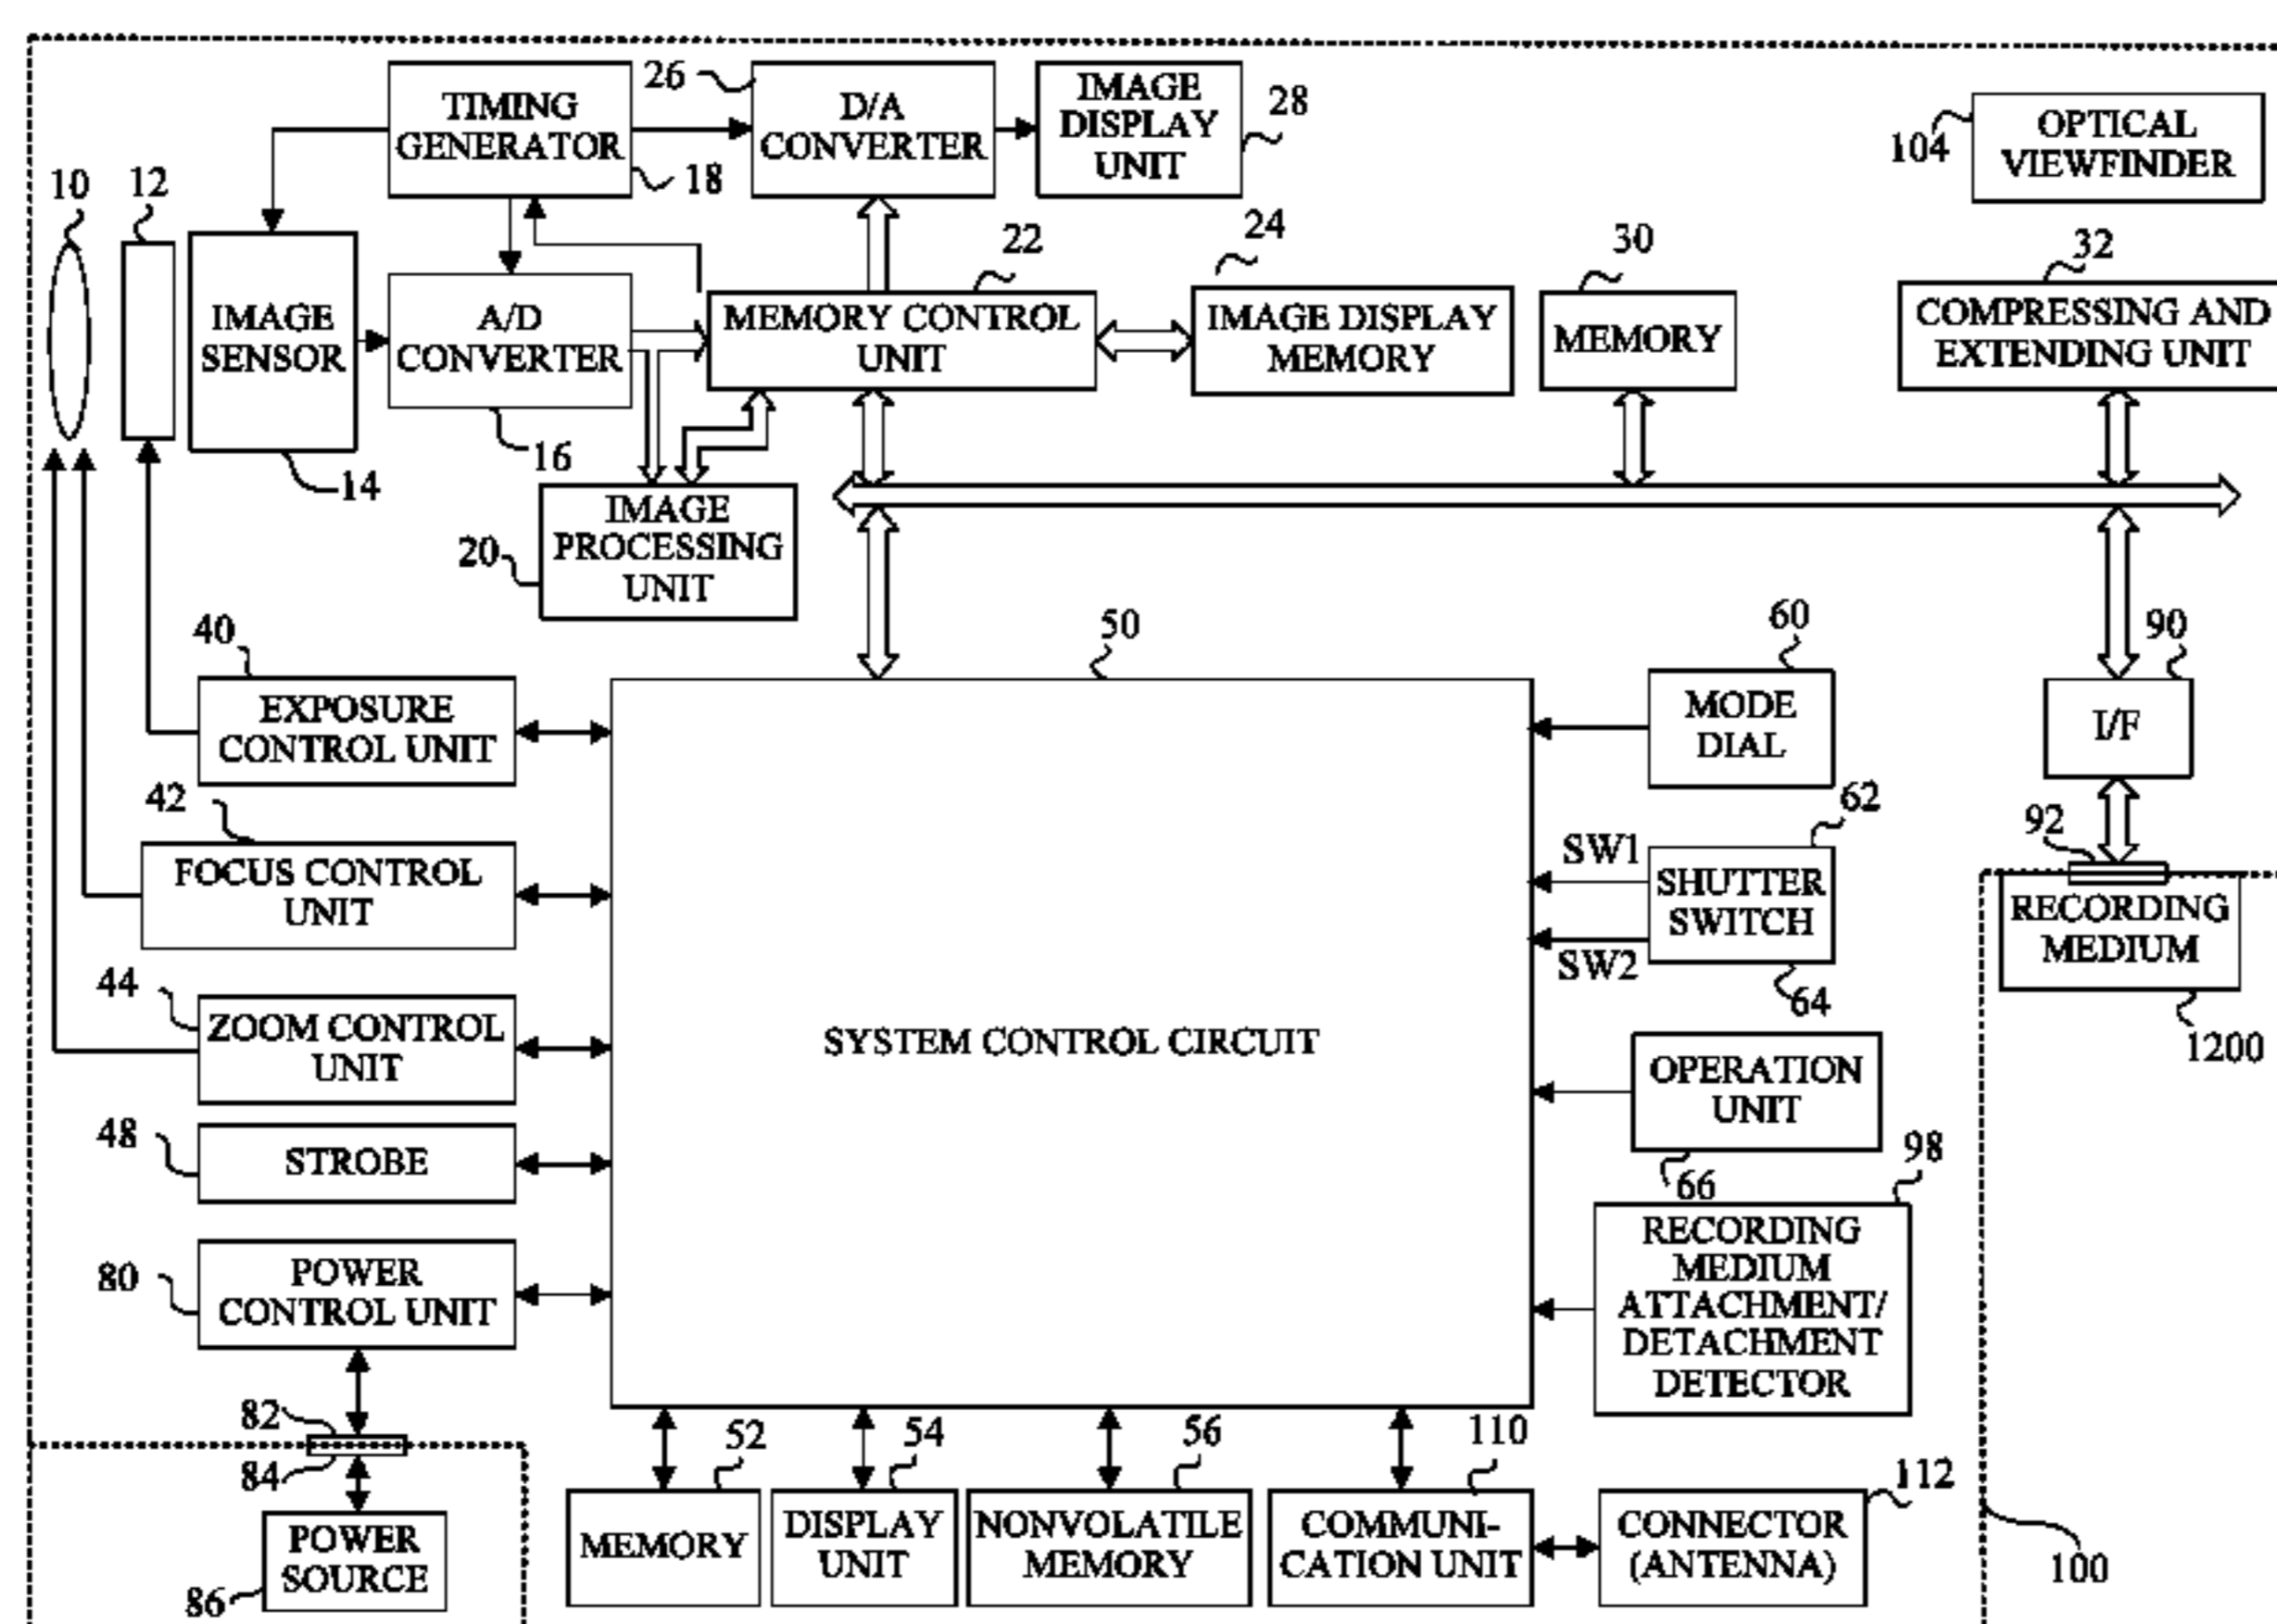 26
TIMING
GENERATOR
18
D/A
CONVERTER
IMAGE
DISPLAY
UNIT
28
104
OPTICAL
VIEWFINDER
10
12
IMAGE
SENSOR
14
A/D
CONVERTER
16
22
MEMORY CONTROL
UNIT
24
IMAGE DISPLAY
MEMORY
30
MEMORY
32
COMPRESSING AND
EXTENDING UNIT
20
IMAGE
PROCESSING
UNIT
40
EXPOSURE
CONTROL UNIT
42
FOCUS CONTROL
UNIT
44
ZOOM CONTROL
UNIT
48
STROBE
80
POWER
CONTROL UNIT
82
84
POWER
SOURCE
86
50
SYSTEM CONTROL CIRCUIT
60
MODE
DIAL
62
SW1
SHUTTER
SWITCH
SW2
64
OPERATION
UNIT
66
98
RECORDING
MEDIUM
ATTACHMENT/
DETACHMENT
DETECTOR
90
I/F
92
RECORDING
MEDIUM
1200
52
MEMORY
54
DISPLAY
UNIT
56
NONVOLATILE
MEMORY
110
COMMUNI-
CATION UNIT
112
CONNECTOR
(ANTENNA)
100